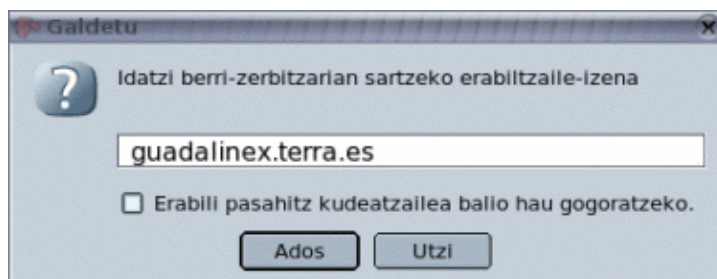 Galdetu
Idatzi berri-zerbitzarian sartzeko erabiltzaile-izena
guadalinex.terra.es
Erabili pasahitz kudeatzailea balio hau gogoratzeko.
Ados Utzi